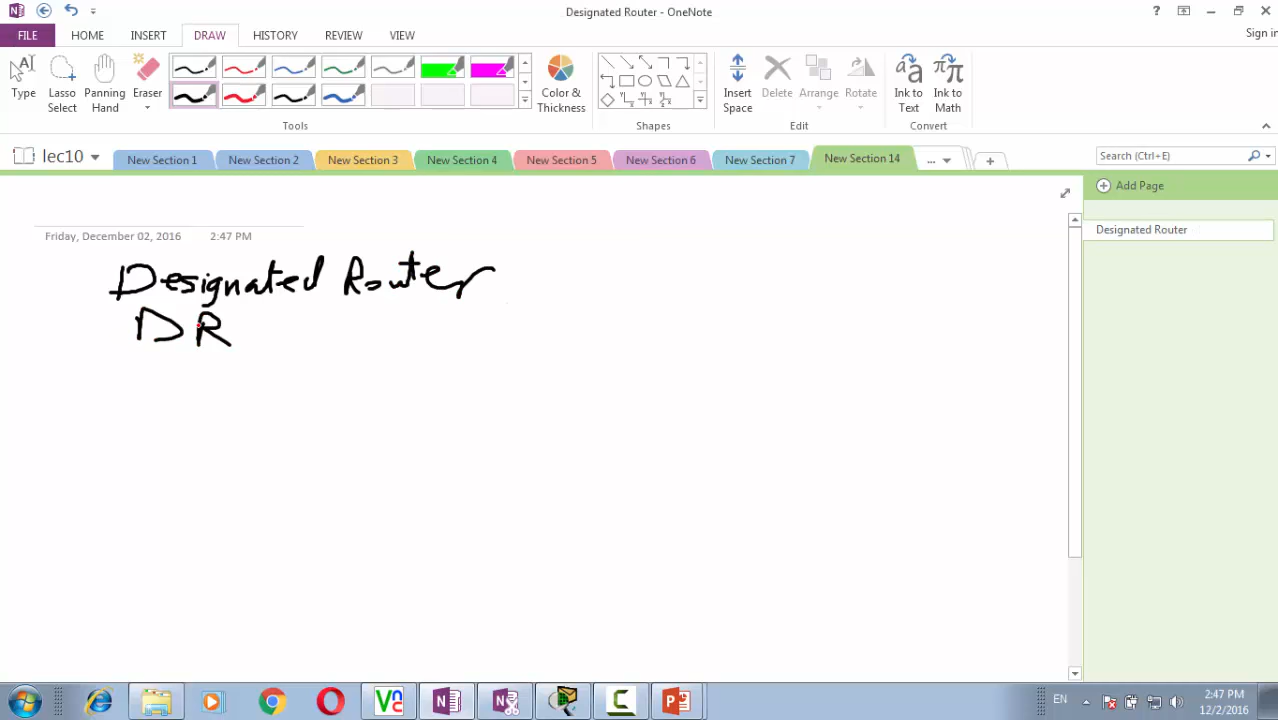 Designated Router - OneNote
?
Sign in
FILE HOME INSERT DRAW HISTORY REVIEW VIEW
Type
Lasso Select
Panning Hand
Eraser
Color & Thickness
Insert Space
Delete
Arrange
Rotate
Ink to Text
Ink to Math
Tools
Shapes
Edit
Convert
lec10
New Section 1 New Section 2 New Section 3 New Section 4 New Section 5 New Section 6 New Section 7 New Section 14 ...
Search (Ctrl+E)
Add Page
Designated Router
Friday, December 02, 2016 2:47 PM
Designated Router
DR
EN
2:47 PM
12/2/2016